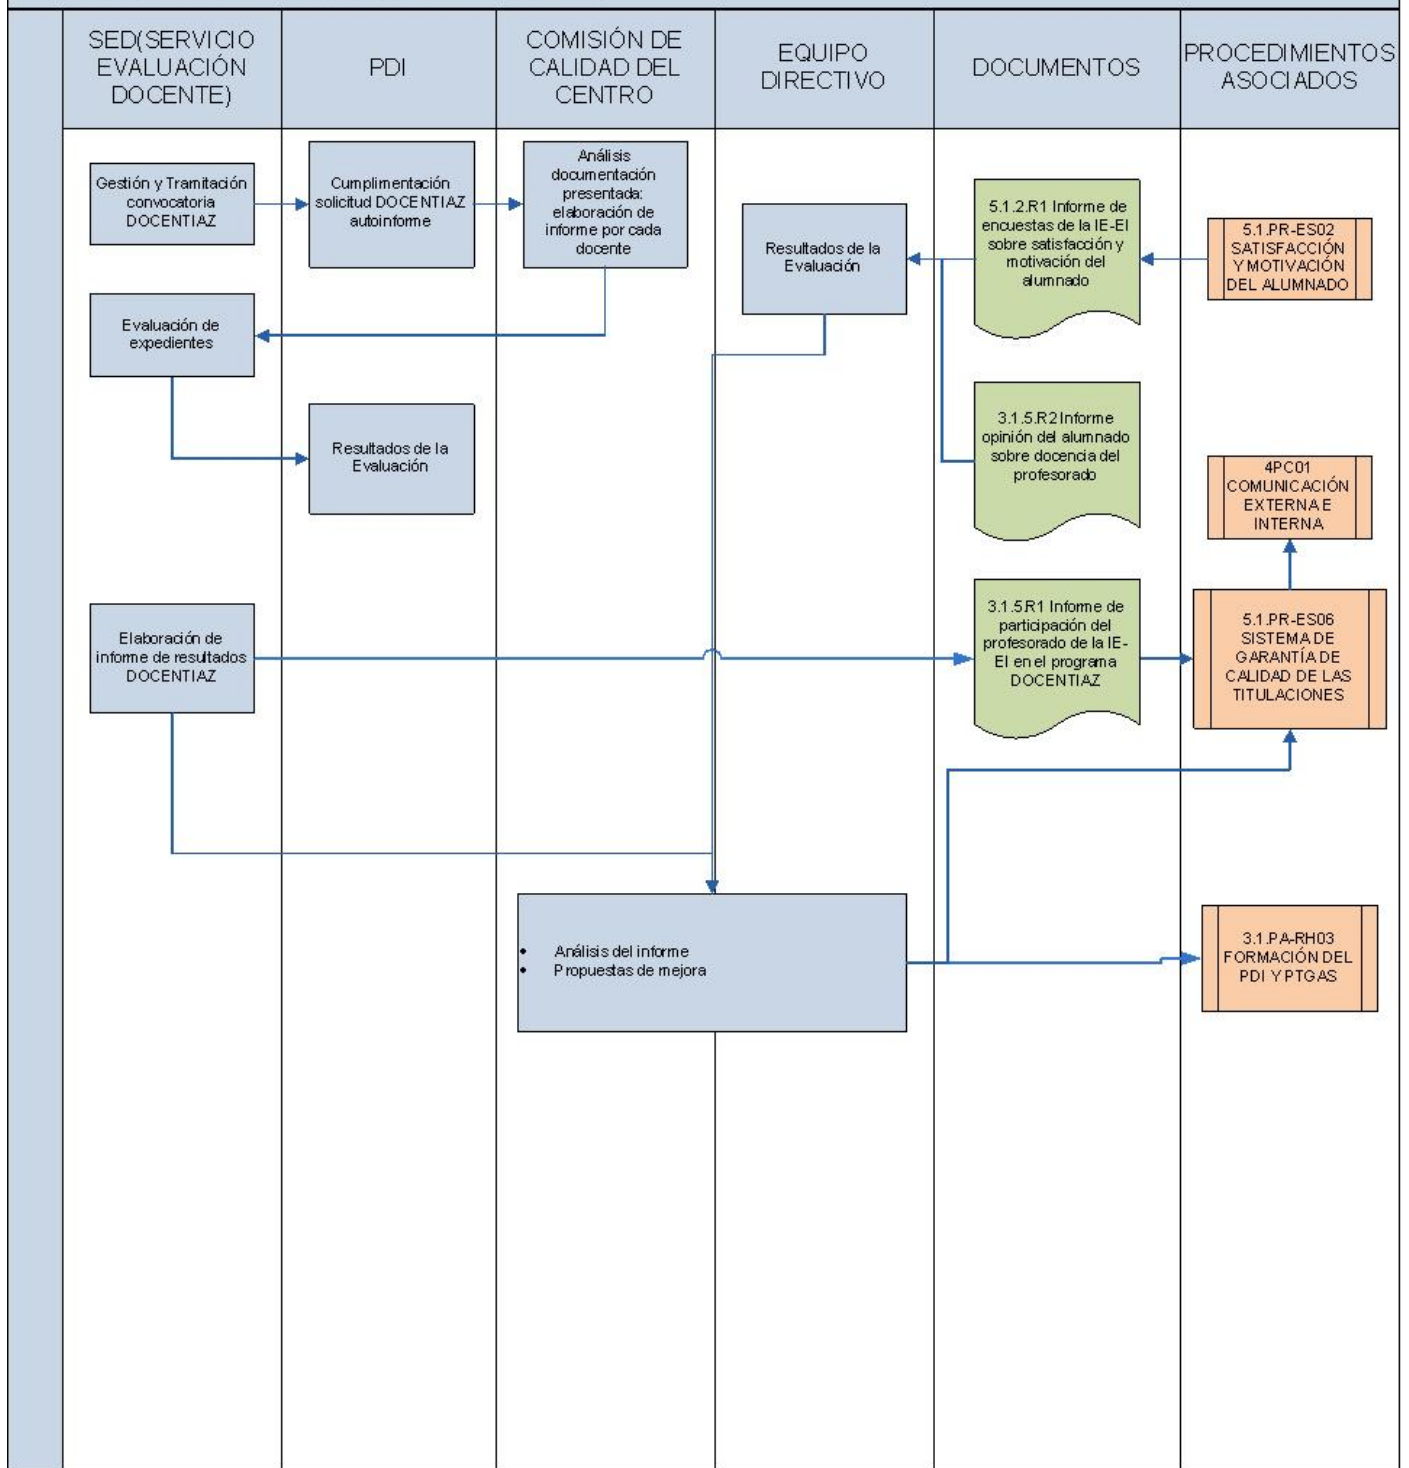 SED(SERVICIO
EVALUACIÓN
DOCENTE)
PDI
COMISIÓN DE
CALIDAD DEL
CENTRO
EQUIPO
DIRECTIVO
DOCUMENTOS
PROCEDIMIENTOS
ASOCIADOS
Gestión y Tramitación
convocatoria
DOCENTIAZ
Cumplimentación
solicitud DOCENTIAZ
autoinforme
Análisis
documentación
presentada:
elaboración de
informe por cada
docente
Resultados de la
Evaluación
5.1.2.R1 Informe de
encuestas de la IE-EI
sobre satisfacción y
motivación del
alumnado
5.1.PR-ES02
SATISFACCIÓN
Y MOTIVACIÓN
DEL ALUMNADO
Evaluación de
expedientes
Resultados de la
Evaluación
3.1.5.R2 Informe
opinión del alumnado
sobre docencia del
profesorado
4PC01
COMUNICACIÓN
EXTERNA E
INTERNA
Elaboración de
informe de resultados
DOCENTIAZ
3.1.5.R1 Informe de
participación del
profesorado de la IE-
EI en el programa
DOCENTIAZ
5.1.PR-ES06
SISTEMA DE
GARANTÍA DE
CALIDAD DE LAS
TITULACIONES
• Análisis del informe
• Propuestas de mejora
3.1.PA-RH03
FORMACIÓN DEL
PDI Y PTGAS